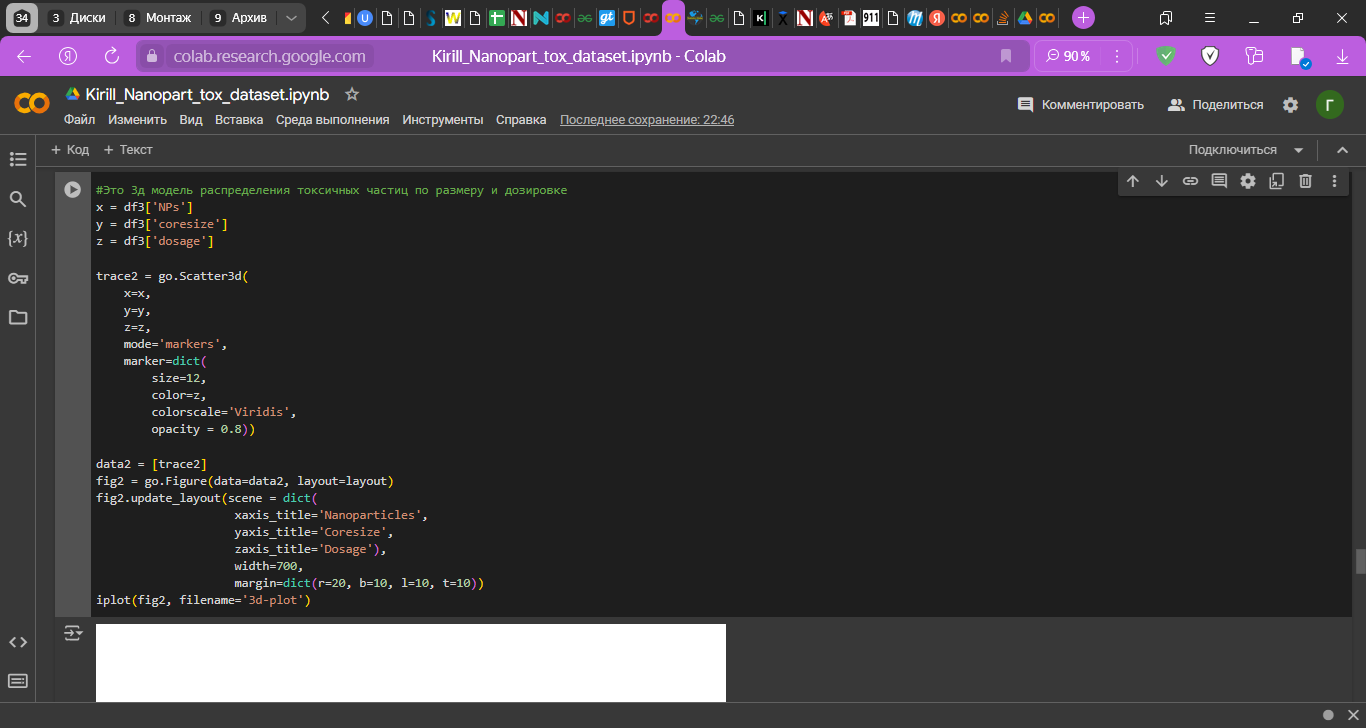 34
3 Диски
8 Монтаж
9 Архив
911
colab.research.google.com
Kirill_Nanopart_tox_dataset.ipynb - Colab
90%
Kirill_Nanopart_tox_dataset.ipynb
Файл Изменить Вид Вставка Среда выполнения Инструменты Справка Последнее сохранение: 22:46
Комментировать
Поделиться
Г
+ Код + Текст
Подключиться
#Это 3д модель распределения токсичных частиц по размеру и дозировке
x = df3['NPs']
y = df3['coresize']
z = df3['dosage']
trace2 = go.Scatter3d(
x=x,
y=y,
z=z,
mode='markers',
marker=dict(
size=12,
color=z,
colorscale='Viridis',
opacity = 0.8))
data2 = [trace2]
fig2 = go.Figure(data=data2, layout=layout)
fig2.update_layout(scene = dict(
xaxis_title='Nanoparticles',
yaxis_title='Coresize',
zaxis_title='Dosage'),
width=700,
margin=dict(r=20, b=10, l=10, t=10))
iplot(fig2, filename='3d-plot')